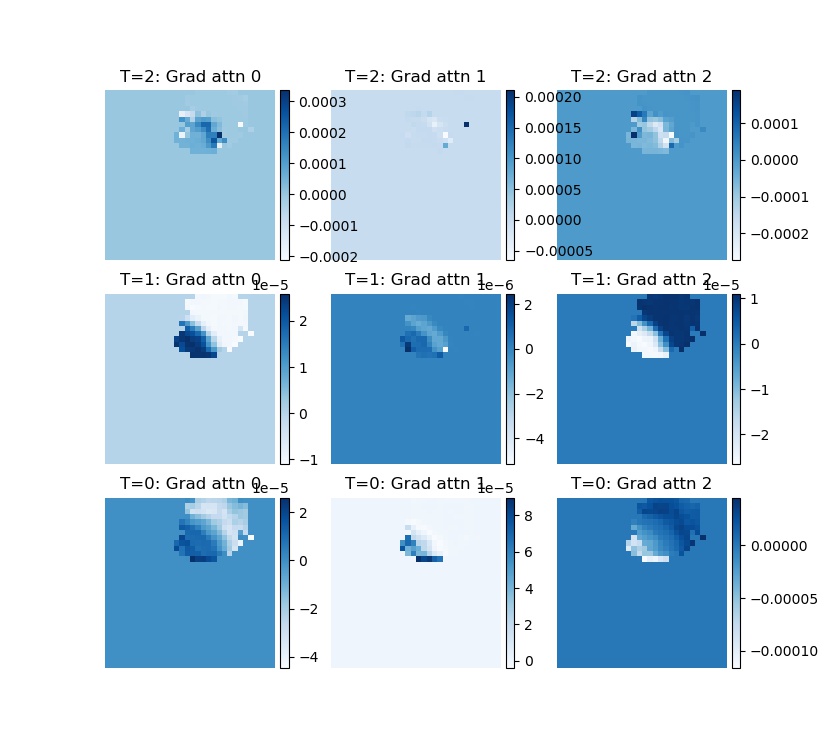 T=2: Grad attn 0
T=2: Grad attn 1
T=2: Grad attn 2
0.0003
0.0002
0.0001
0.0000
−0.0001
−0.0002
0.00020
0.00015
0.00010
0.00005
0.00000
−0.00005
0.0001
0.0000
−0.0001
−0.0002
T=1: Grad attn 0
1e−5
T=1: Grad attn 1
1e−6
T=1: Grad attn 2
1e−5
2
1
0
−1
2
0
−2
−4
1
0
−1
−2
T=0: Grad attn 0
1e−5
T=0: Grad attn 1
1e−5
T=0: Grad attn 2
2
0
−2
−4
8
6
4
2
0
0.00000
−0.00005
−0.00010